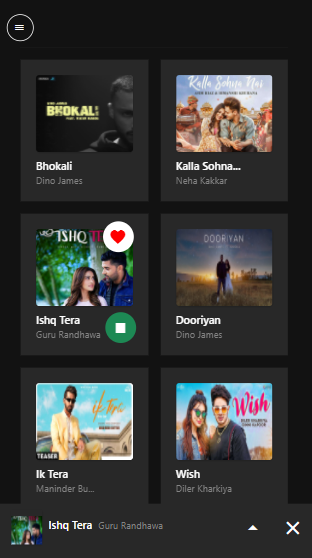 BHOKALI
Kalla Sohna Nai
Bhokali
Dino James
Kalla Sohna...
Neha Kakkar
ISHQ
DOORIYAN
Ishq Tera
Guru Randhawa
Dooriyan
Dino James
ik tera
TEASER
Wish
Ik Tera
Maninder Bu...
Wish
Diler Kharkiya
Ishq Tera Guru Randhawa